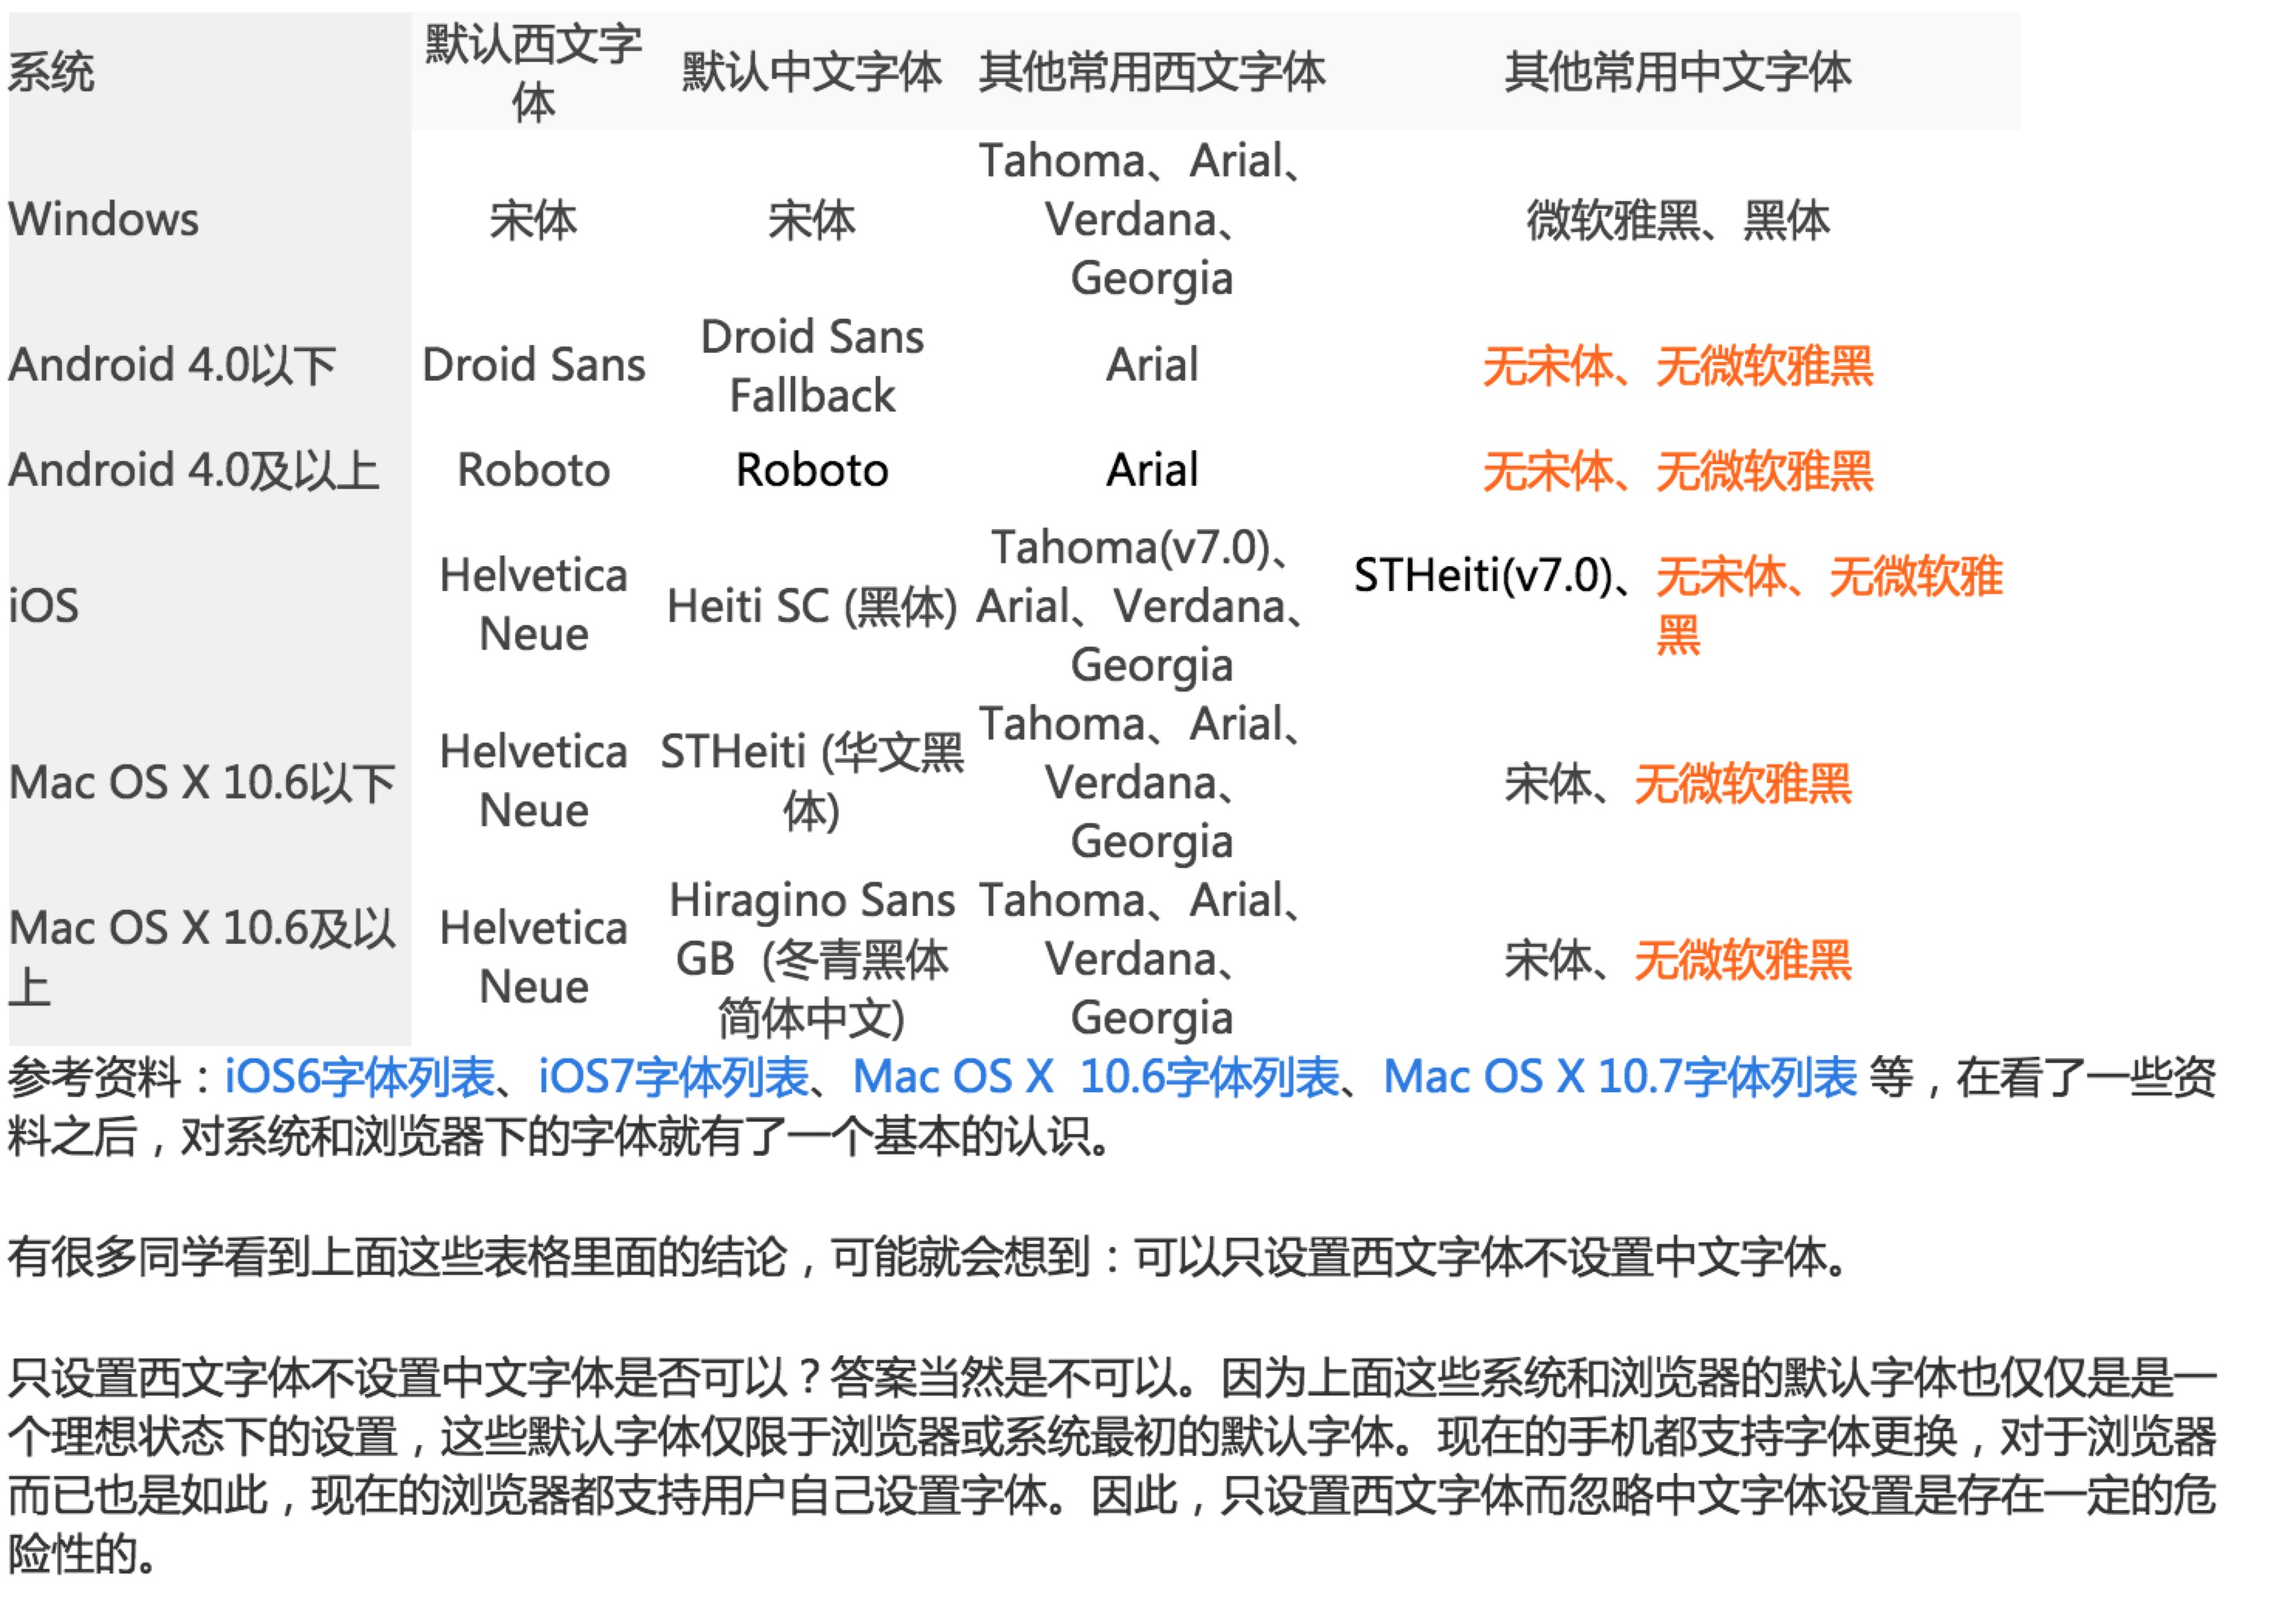 系统 默认西文字体 默认中文字体 其他常用西文字体 其他常用中文字体
Windows 宋体 宋体 Tahoma、Arial、Verdana、Georgia 微软雅黑、黑体
Android 4.0以下 Droid Sans Droid Sans Fallback Arial 无宋体、无微软雅黑
Android 4.0及以上 Roboto Roboto Arial 无宋体、无微软雅黑
iOS Helvetica Neue Heiti SC (黑体) Tahoma(v7.0)、Arial、Verdana、Georgia STHeiti(v7.0)、无宋体、无微软雅黑
Mac OS X 10.6以下 Helvetica Neue STHeiti (华文黑体) Tahoma、Arial、Verdana、Georgia 宋体、无微软雅黑
Mac OS X 10.6及以上 Helvetica Neue Hiragino Sans GB (冬青黑体简体中文) Tahoma、Arial、Verdana、Georgia 宋体、无微软雅黑
参考资料：iOS6字体列表、iOS7字体列表、Mac OS X 10.6字体列表、Mac OS X 10.7字体列表 等，在看了一些资
料之后，对系统和浏览器下的字体就有了一个基本的认识。
有很多同学看到上面这些表格里面的结论，可能就会想到：可以只设置西文字体不设置中文字体。
只设置西文字体不设置中文字体是否可以？答案当然是不可以。因为上面这些系统和浏览器的默认字体也仅仅是是一
个理想状态下的设置，这些默认字体仅限于浏览器或系统最初的默认字体。现在的手机都支持字体更换，对于浏览器
而已也是如此，现在的浏览器都支持用户自己设置字体。因此，只设置西文字体而忽略中文字体设置是存在一定的危
险性的。